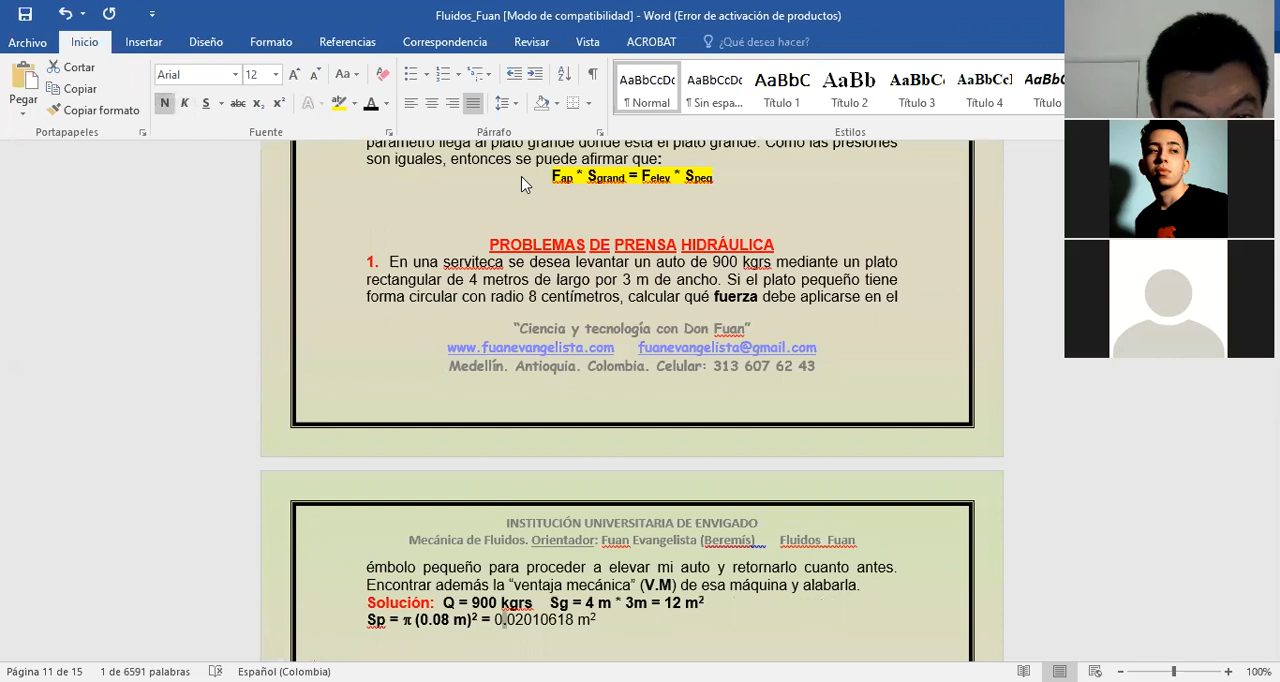 Fluidos_Fuan [Modo de compatibilidad] - Word (Error de activación de productos)
Archivo Inicio Insertar Diseño Formato Referencias Correspondencia Revisar Vista ACROBAT ¿Qué desea hacer?
Pegar
Cortar
Copiar
Copiar formato
Portapapeles
Arial 12
N K S abc x₂ x²
Fuente
Párrafo
AaBbCcDc AaBbCcDc AaBbC AaBb AaBbC AaBbCcD AaBb
¶ Normal ¶ Sin espa... Título 1 Título 2 Título 3 Título 4 Título
Estilos
parámetro llega al plato grande donde está el plato grande. Como las presiones
son iguales, entonces se puede afirmar que:
Fap * Sgrand = Felev * Speq
PROBLEMAS DE PRENSA HIDRÁULICA
1. En una serviteca se desea levantar un auto de 900 kgrs mediante un plato
rectangular de 4 metros de largo por 3 m de ancho. Si el plato pequeño tiene
forma circular con radio 8 centímetros, calcular qué fuerza debe aplicarse en el
“Ciencia y tecnología con Don Fuan”
www.fuanevangelista.com fuanevangelista@gmail.com
Medellín. Antioquia. Colombia. Celular: 313 607 62 43
INSTITUCIÓN UNIVERSITARIA DE ENVIGADO
Mecánica de Fluidos. Orientador: Fuan Evangelista (Beremís) Fluidos_Fuan
émbolo pequeño para proceder a elevar mi auto y retornarlo cuanto antes.
Encontrar además la “ventaja mecánica” (V.M) de esa máquina y alabarla.
Solución: Q = 900 kgrs Sg = 4 m * 3m = 12 m²
Sp = π (0.08 m)² = 0.02010618 m²
Página 11 de 15 1 de 6591 palabras Español (Colombia) 100%